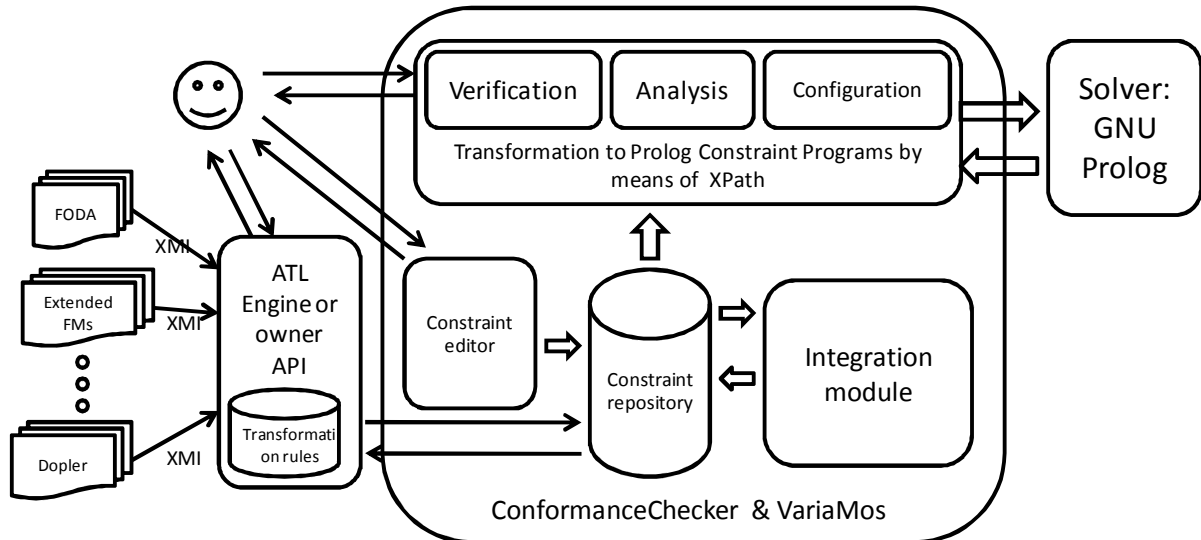 Verification
Analysis
Configuration
Transformation to Prolog Constraint Programs by
means of XPath
Solver:
GNU
Prolog
FODA
XMI
Extended
FMs
XMI
Dopler
XMI
ATL
Engine or
owner
API
Transformati
on rules
Constraint
editor
Constraint
repository
Integration
module
ConformanceChecker & VariaMos